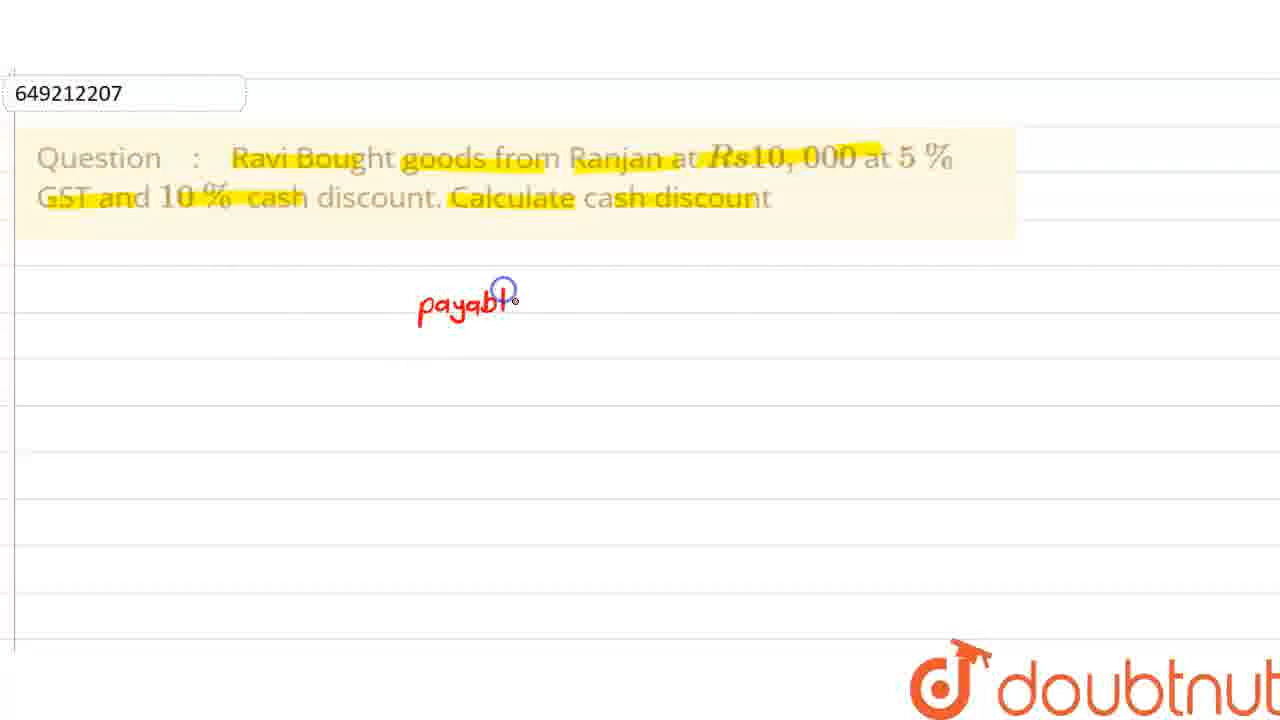 649212207
Question : Ravi Bought goods from Ranjan at Rs10, 000 at 5 %
GST and 10 % cash discount. Calculate cash discount
payabl
doubtnut